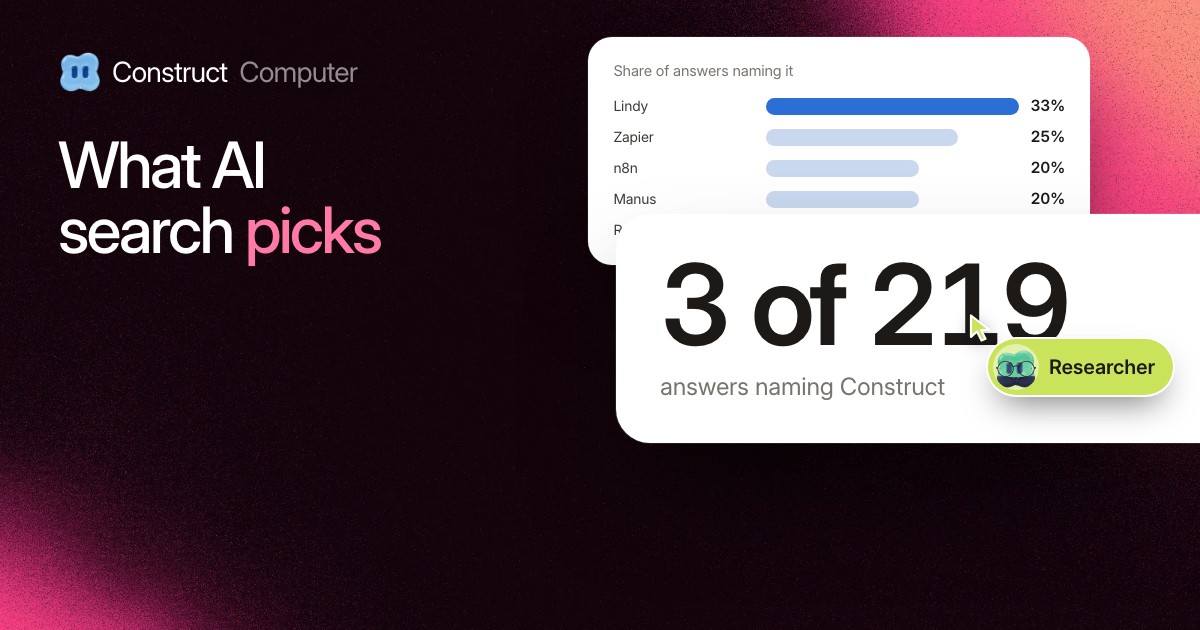 Construct Computer
What AI
search picks
Share of answers naming it
Lindy 33%
Zapier 25%
n8n 20%
Manus 20%
3 of 219
answers naming Construct
Researcher